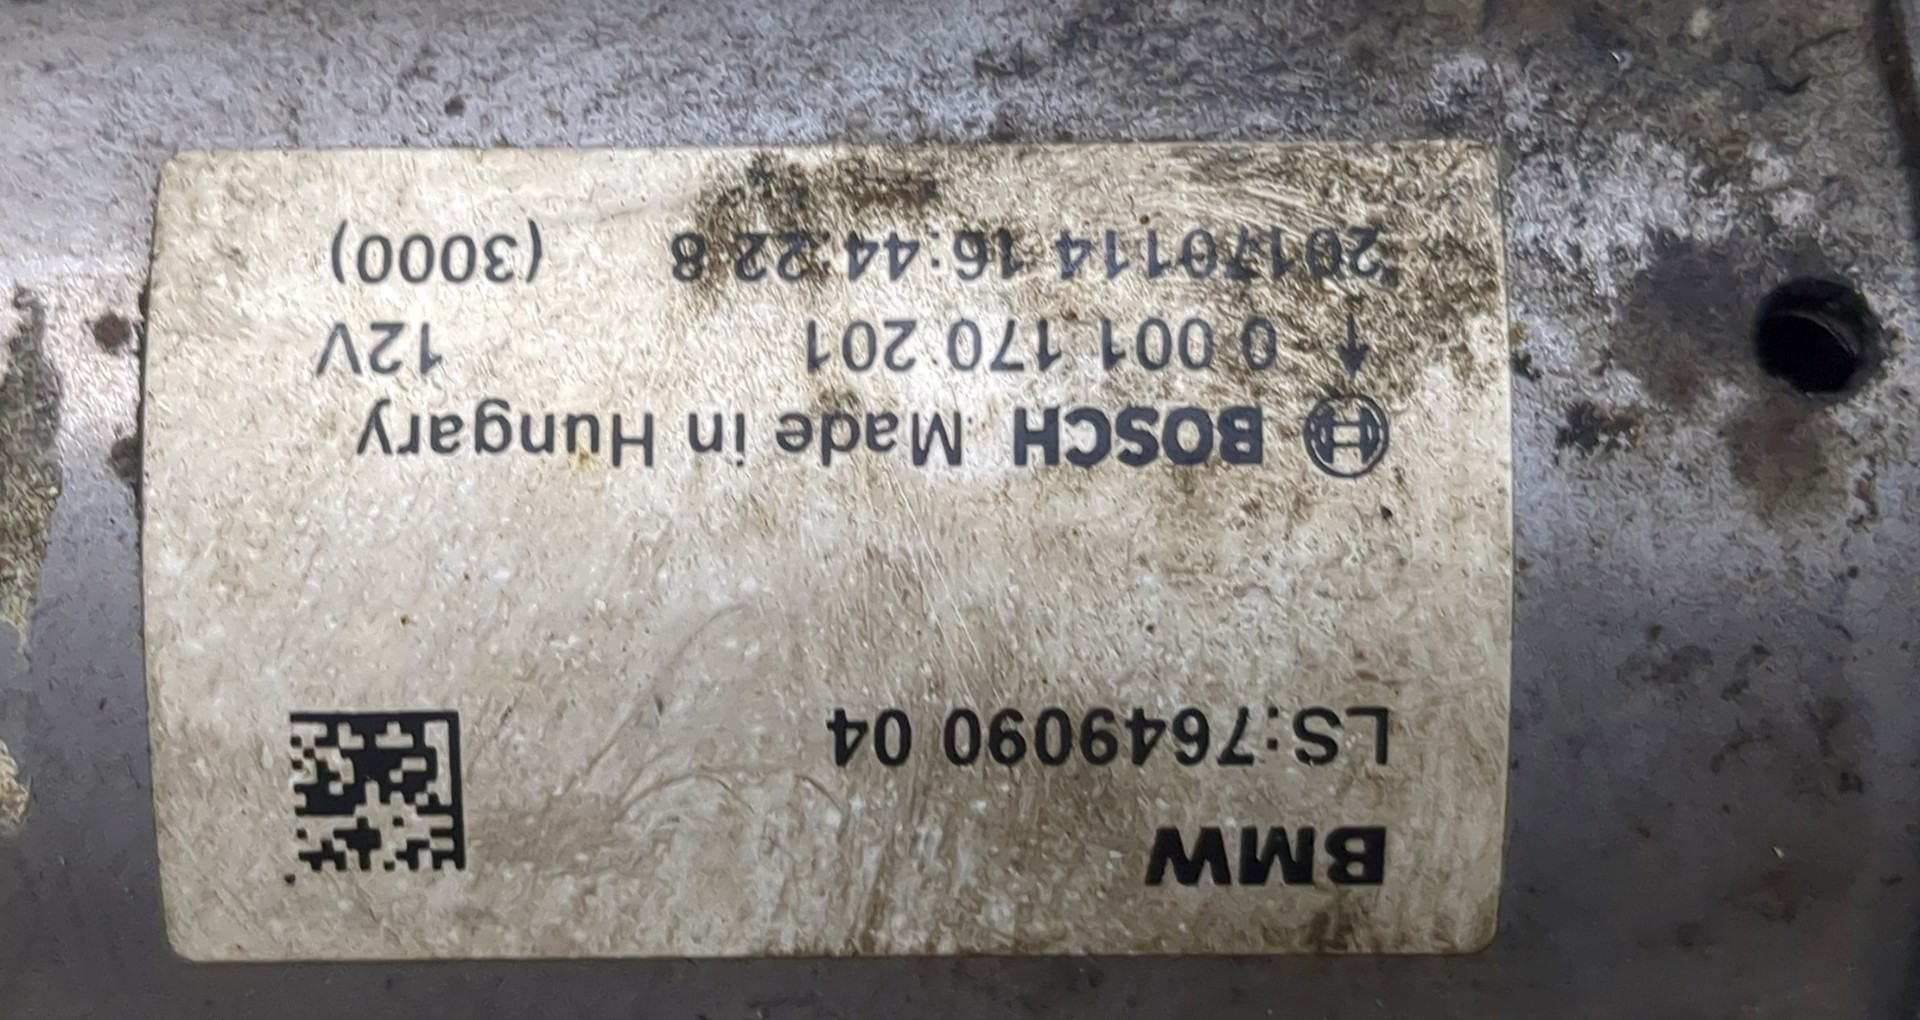 BMW
LS:7649090 04
BOSCH Made in Hungary
↑ 0 001 170 201 12V
20170114 16:44:22 8 (3000)